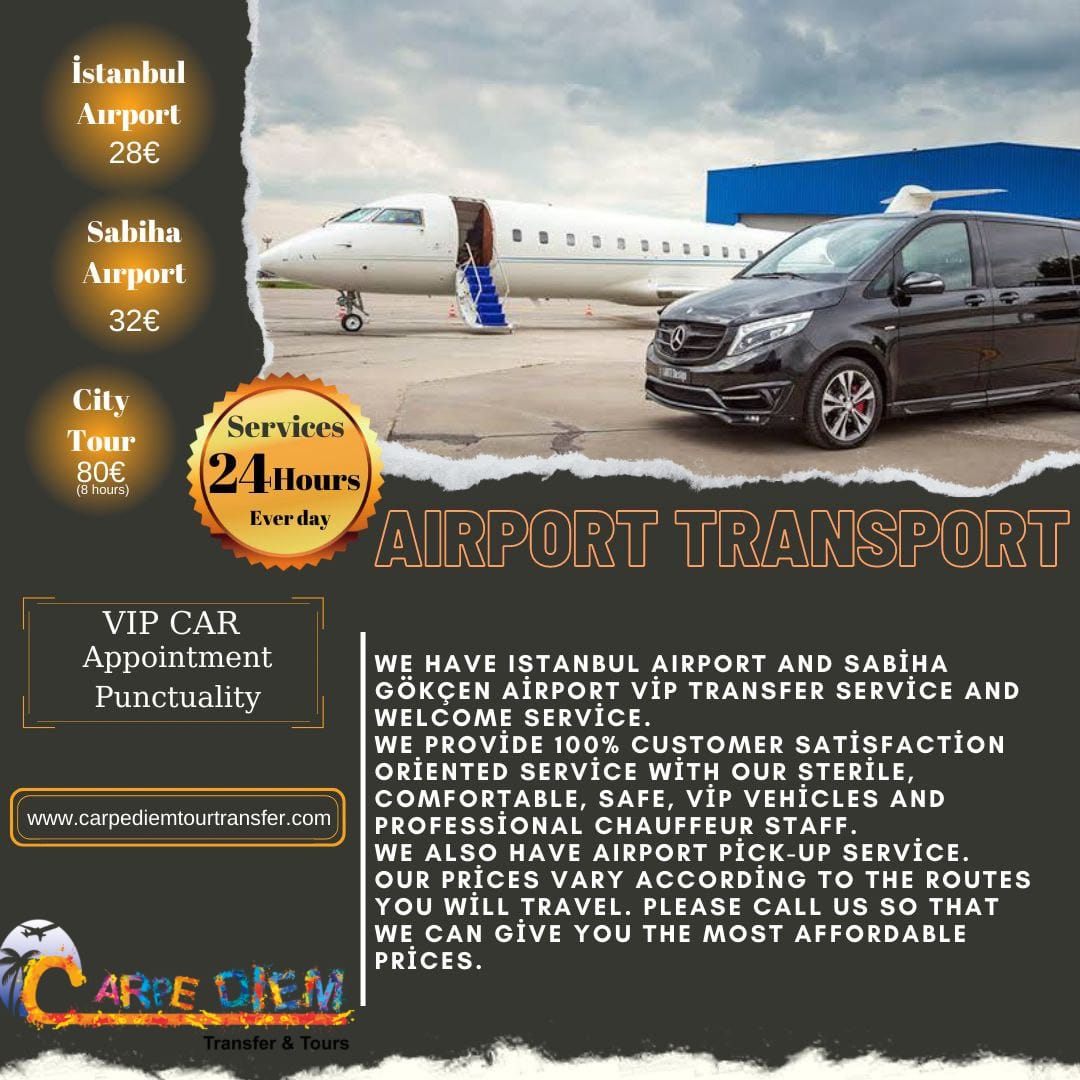 İstanbul
Aırport
28€
Sabiha
Aırport
32€
City
Tour
80€
(8 hours)
Services
24Hours
Ever day
AIRPORT TRANSPORT
VIP CAR
Appointment
Punctuality
WE HAVE ISTANBUL AIRPORT AND SABİHA
GÖKÇEN AİRPORT VİP TRANSFER SERVİCE AND
WELCOME SERVİCE.
WE PROVİDE 100% CUSTOMER SATİSFACTİON
ORİENTED SERVİCE WİTH OUR STERİLE,
COMFORTABLE, SAFE, VİP VEHİCLES AND
PROFESSİONAL CHAUFFEUR STAFF.
WE ALSO HAVE AIRPORT PİCK-UP SERVİCE.
OUR PRİCES VARY ACCORDİNG TO THE ROUTES
YOU WİLL TRAVEL. PLEASE CALL US SO THAT
WE CAN GİVE YOU THE MOST AFFORDABLE
PRİCES.
www.carpediemtourtransfer.com
CARPE DIEM
Transfer & Tours